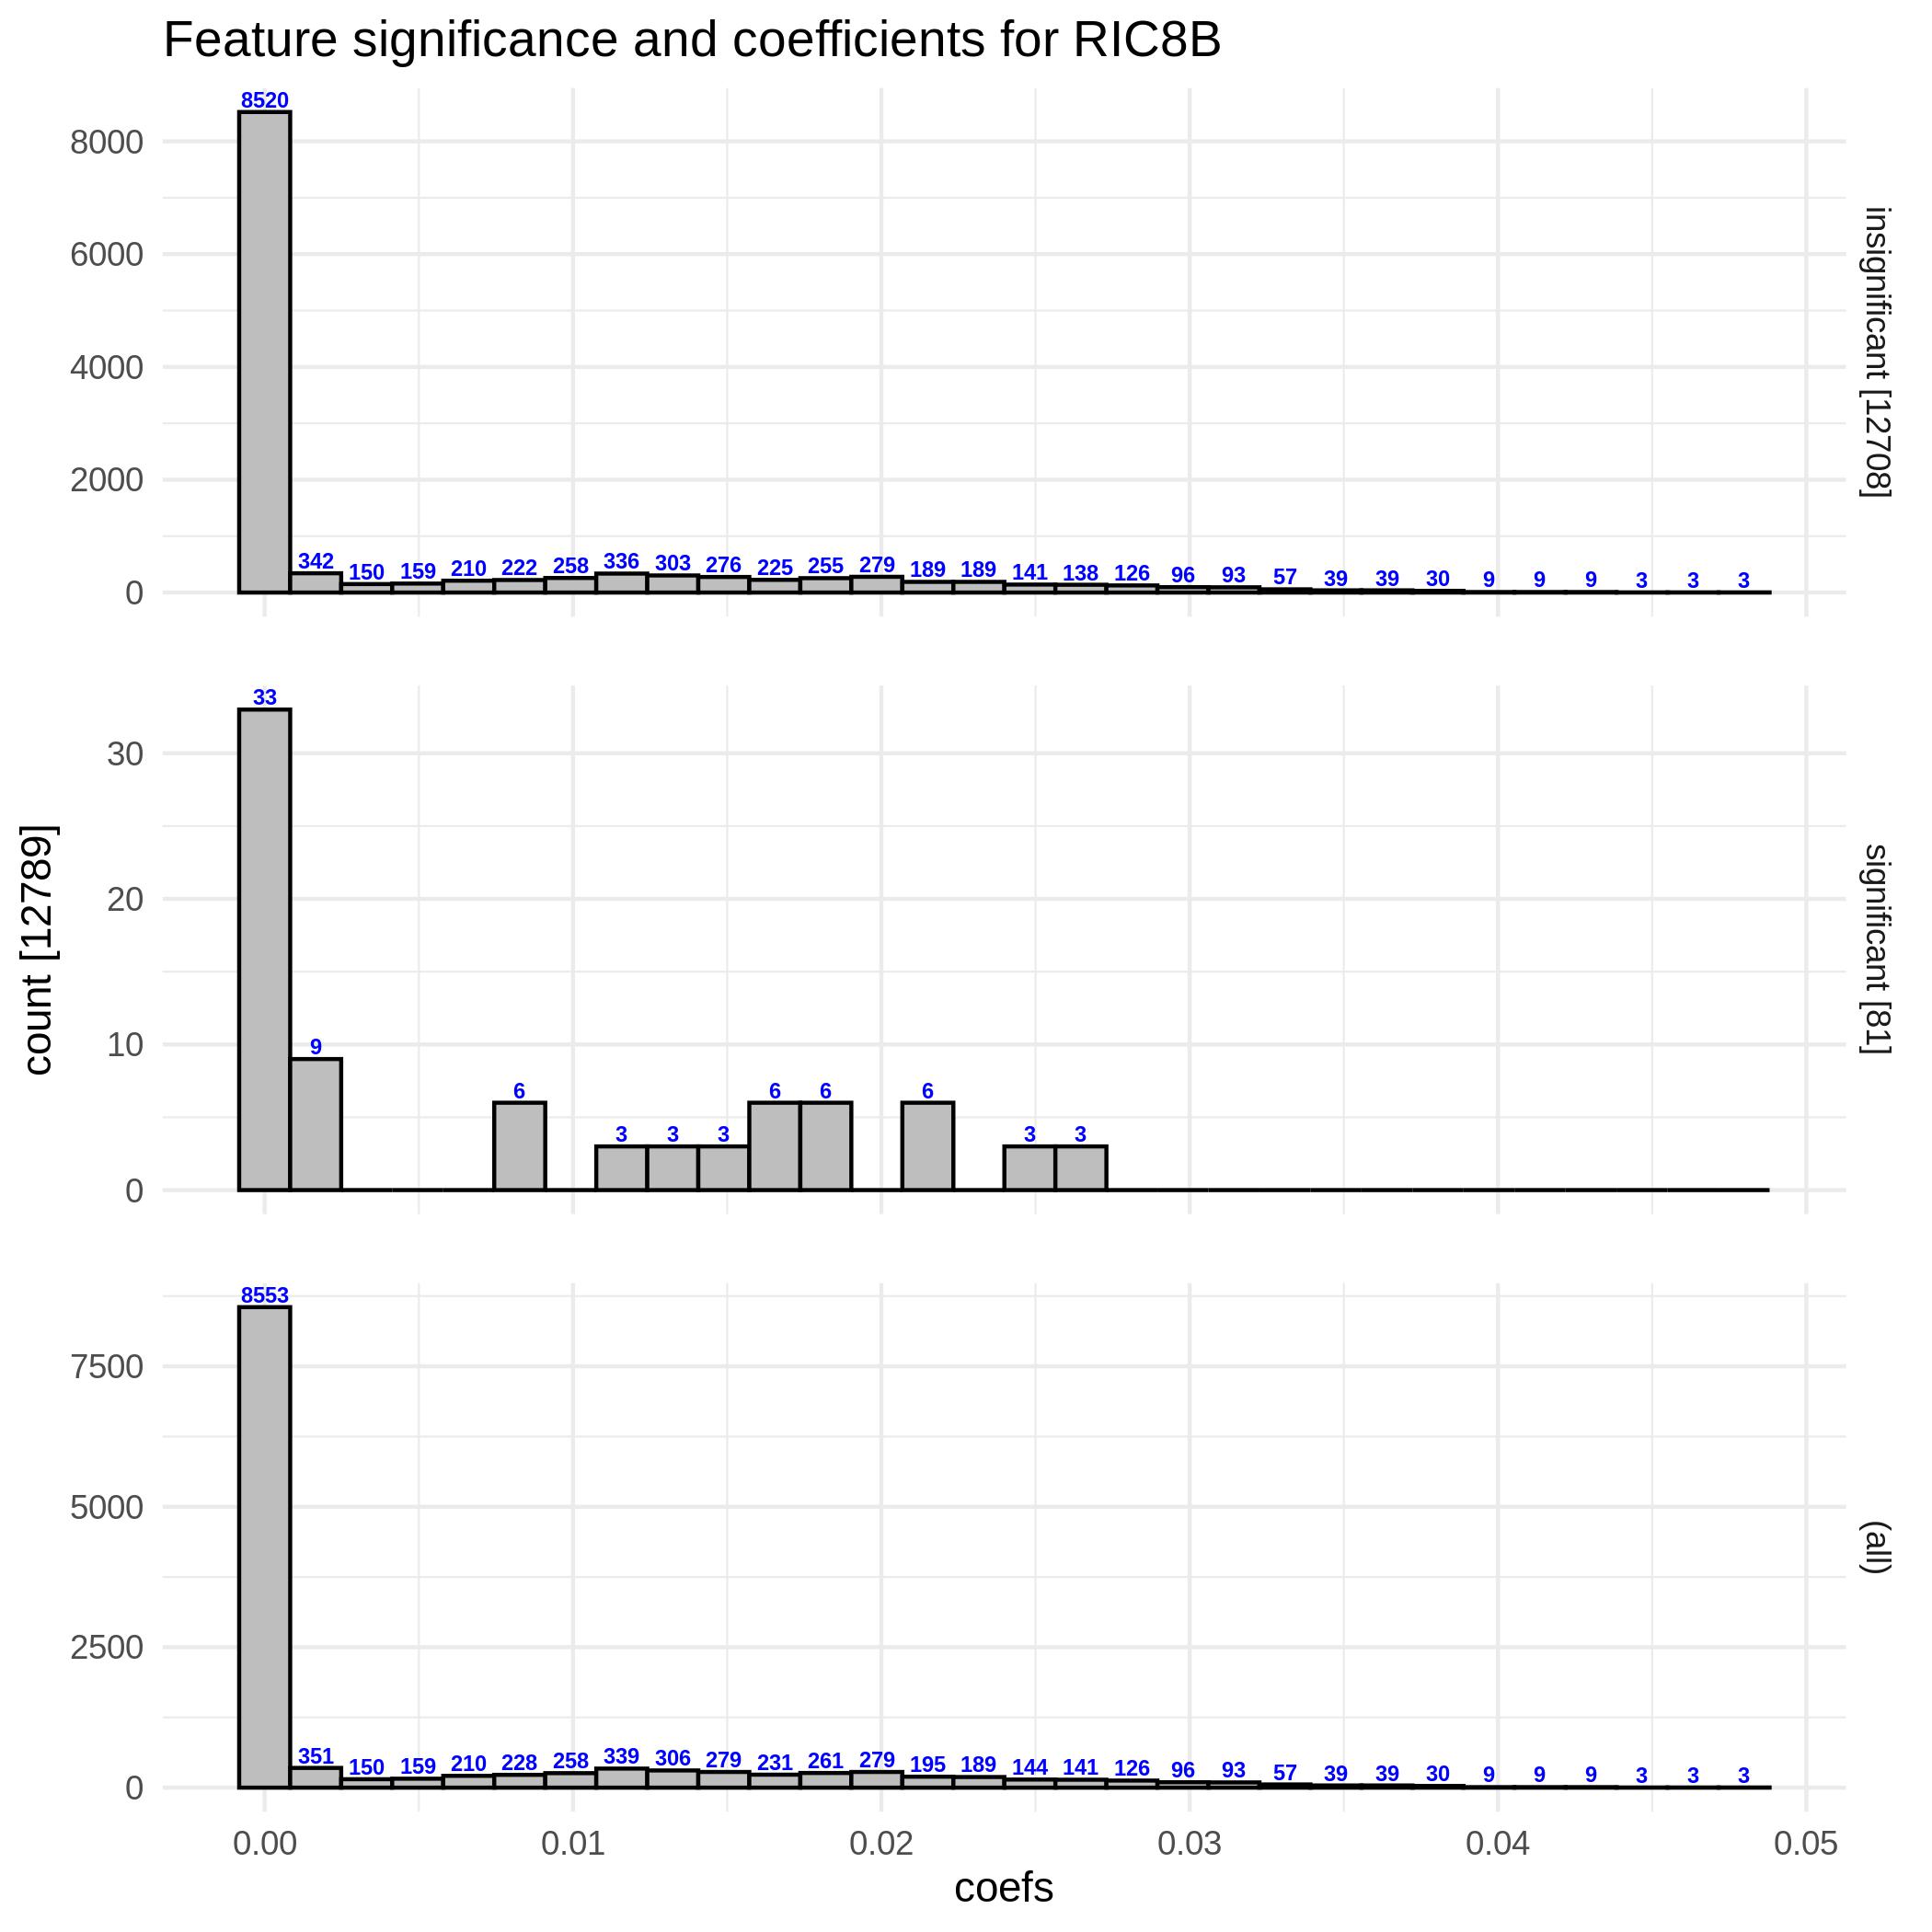 Feature significance and coefficients for RIC8B
count [12789]
8000
6000
4000
2000
0
8520 342 150 159 210 222 258 336 303 276 225 255 279 189 189 141 138 126 96 93 57 39 39 30 9 9 9 3 3 3
insignificant [12708]
30
20
10
0
33 9 6 3 3 3 6 6 6 3 3
significant [81]
7500
5000
2500
0
8553 351 150 159 210 228 258 339 306 279 231 261 279 195 189 144 141 126 96 93 57 39 39 30 9 9 9 3 3 3
(all)
0.00 0.01 0.02 0.03 0.04 0.05
coefs